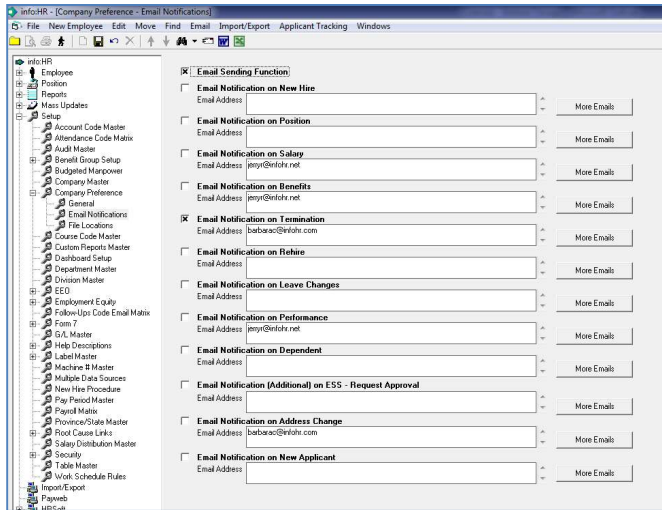 info:HR - [Company Preference - Email Notifications]
File New Employee Edit Move Find Email Import/Export Applicant Tracking Windows
info:HR
Employee
Position
Reports
Mass Updates
Setup
Account Code Master
Attendance Code Matrix
Audit Master
Benefit Group Setup
Budgeted Manpower
Company Master
Company Preference
General
Email Notifications
File Locations
Course Code Master
Custom Reports Master
Dashboard Setup
Department Master
Division Master
EEO
Employment Equity
Follow-Ups Code Email Matrix
Form 7
G/L Master
Help Descriptions
Label Master
Machine # Master
Multiple Data Sources
New Hire Procedure
Pay Period Master
Payroll Matrix
Province/State Master
Root Cause Links
Salary Distribution Master
Security
Table Master
Work Schedule Rules
Import/Export
Payweb
HRSoft
Email Sending Function
Email Notification on New Hire
Email Address
More Emails
Email Notification on Position
Email Address
More Emails
Email Notification on Salary
Email Address jerryr@infohr.net
More Emails
Email Notification on Benefits
Email Address jerryr@infohr.net
More Emails
Email Notification on Termination
Email Address barbarac@infohr.com
More Emails
Email Notification on Rehire
Email Address
More Emails
Email Notification on Leave Changes
Email Address
More Emails
Email Notification on Performance
Email Address jerryr@infohr.net
More Emails
Email Notification on Dependent
Email Address
More Emails
Email Notification (Additional) on ESS - Request Approval
Email Address
More Emails
Email Notification on Address Change
Email Address barbarac@infohr.com
More Emails
Email Notification on New Applicant
Email Address
More Emails